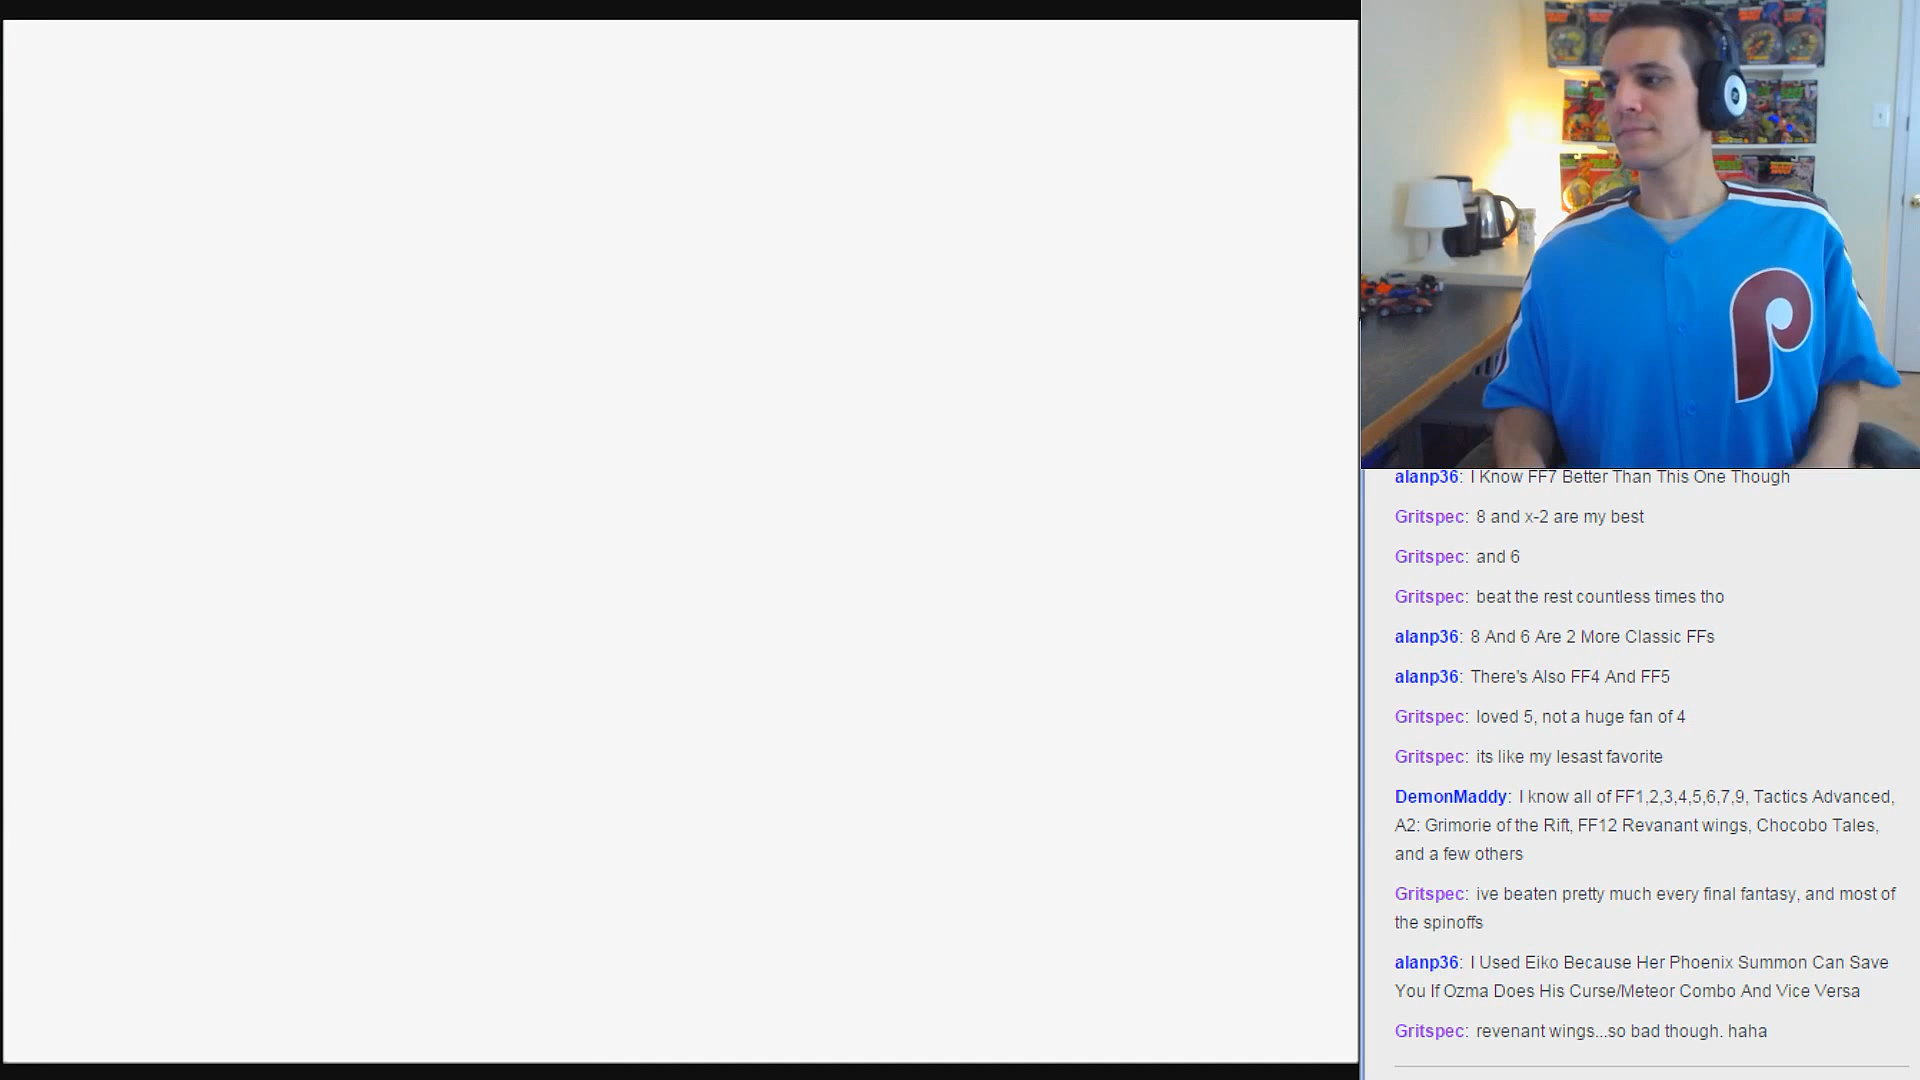 P
alanp36: I Know FF7 Better Than This One Though
Gritspec: 8 and x-2 are my best
Gritspec: and 6
Gritspec: beat the rest countless times tho
alanp36: 8 And 6 Are 2 More Classic FFs
alanp36: There's Also FF4 And FF5
Gritspec: loved 5, not a huge fan of 4
Gritspec: its like my lesast favorite
DemonMaddy: I know all of FF1,2,3,4,5,6,7,9, Tactics Advanced,
A2: Grimorie of the Rift, FF12 Revanant wings, Chocobo Tales,
and a few others
Gritspec: ive beaten pretty much every final fantasy, and most of
the spinoffs
alanp36: I Used Eiko Because Her Phoenix Summon Can Save
You If Ozma Does His Curse/Meteor Combo And Vice Versa
Gritspec: revenant wings...so bad though. haha